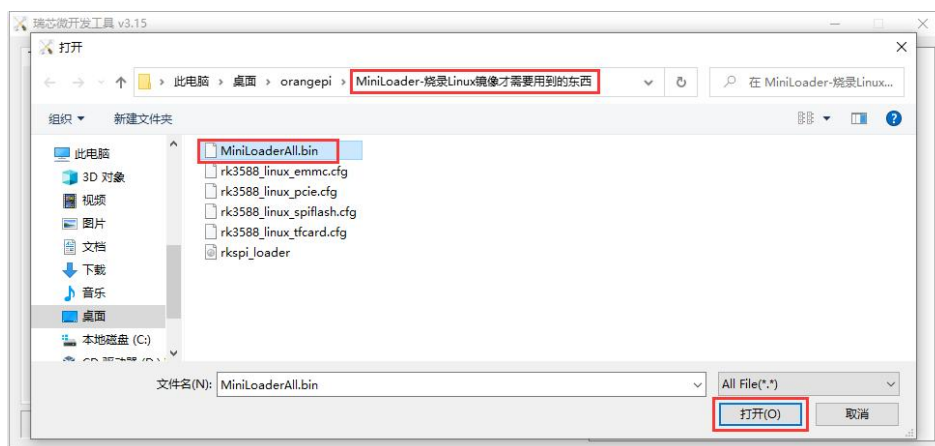 瑞芯微开发工具 v3.15
打开
此电脑 › 桌面 › orangepi › MiniLoader-烧录Linux镜像才需要用到的东西
在 MiniLoader-烧录Linux...
组织 新建文件夹
此电脑
3D 对象
视频
图片
文档
下载
音乐
桌面
本地磁盘 (C:)
MiniLoaderAll.bin
rk3588_linux_emmc.cfg
rk3588_linux_pcie.cfg
rk3588_linux_spiflash.cfg
rk3588_linux_tfcard.cfg
rkspi_loader
文件名(N): MiniLoaderAll.bin
All File(*.*)
打开(O) 取消